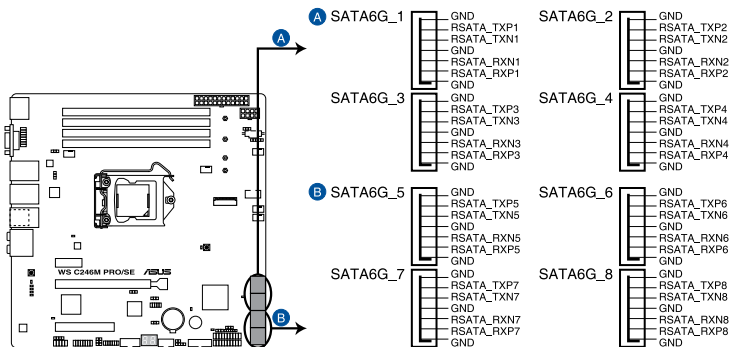 A SATA6G_1
GND
RSATA_TXP1
RSATA_TXN1
GND
RSATA_RXN1
RSATA_RXP1
GND
SATA6G_2
GND
RSATA_TXP2
RSATA_TXN2
GND
RSATA_RXN2
RSATA_RXP2
GND
A
SATA6G_3
GND
RSATA_TXP3
RSATA_TXN3
GND
RSATA_RXN3
RSATA_RXP3
GND
SATA6G_4
GND
RSATA_TXP4
RSATA_TXN4
GND
RSATA_RXN4
RSATA_RXP4
GND
B SATA6G_5
GND
RSATA_TXP5
RSATA_TXN5
GND
RSATA_RXN5
RSATA_RXP5
GND
SATA6G_6
GND
RSATA_TXP6
RSATA_TXN6
GND
RSATA_RXN6
RSATA_RXP6
GND
WS C246M PRO/SE ASUS
SATA6G_7
GND
RSATA_TXP7
RSATA_TXN7
GND
RSATA_RXN7
RSATA_RXP7
GND
SATA6G_8
GND
RSATA_TXP8
RSATA_TXN8
GND
RSATA_RXN8
RSATA_RXP8
GND
B
88